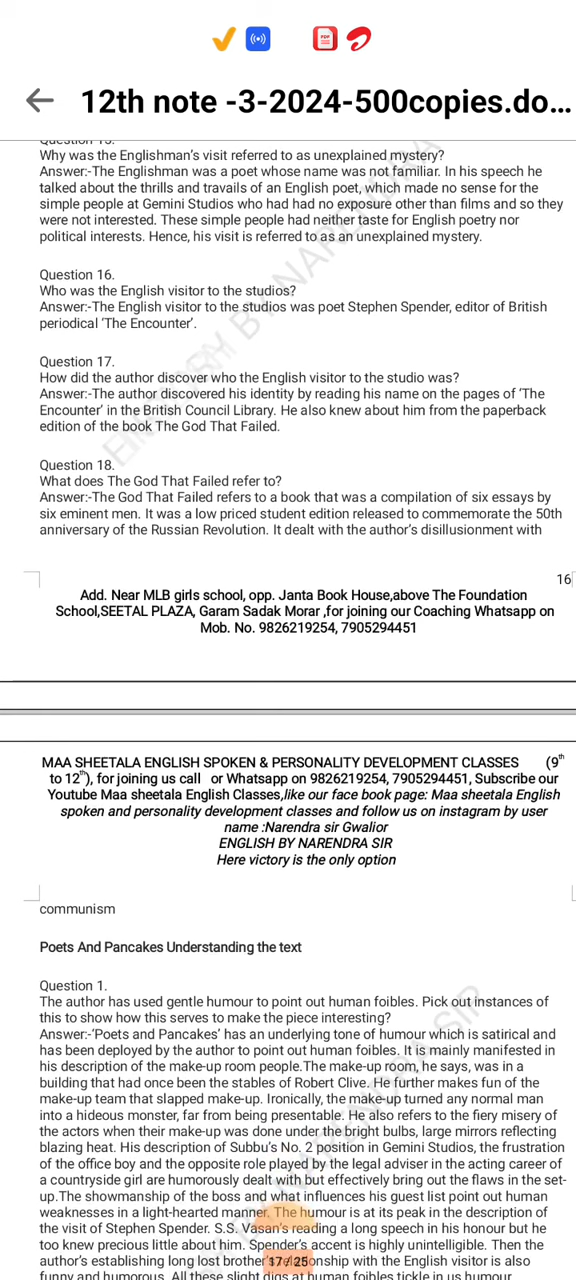 12th note -3-2024-500copies.do...
Question 15.
Why was the Englishman's visit referred to as unexplained mystery?
Answer:-The Englishman was a poet whose name was not familiar. In his speech he
talked about the thrills and travails of an English poet, which made no sense for the
simple people at Gemini Studios who had had no exposure other than films and so they
were not interested. These simple people had neither taste for English poetry nor
political interests. Hence, his visit is referred to as an unexplained mystery.
Question 16.
Who was the English visitor to the studios?
Answer:-The English visitor to the studios was poet Stephen Spender, editor of British
periodical 'The Encounter'.
Question 17.
How did the author discover who the English visitor to the studio was?
Answer:-The author discovered his identity by reading his name on the pages of 'The
Encounter' in the British Council Library. He also knew about him from the paperback
edition of the book The God That Failed.
Question 18.
What does The God That Failed refer to?
Answer:-The God That Failed refers to a book that was a compilation of six essays by
six eminent men. It was a low priced student edition released to commemorate the 50th
anniversary of the Russian Revolution. It dealt with the author's disillusionment with
16
Add. Near MLB girls school, opp. Janta Book House,above The Foundation
School,SEETAL PLAZA, Garam Sadak Morar ,for joining our Coaching Whatsapp on
Mob. No. 9826219254, 7905294451
MAA SHEETALA ENGLISH SPOKEN & PERSONALITY DEVELOPMENT CLASSES (9th
to 12th), for joining us call or Whatsapp on 9826219254, 7905294451, Subscribe our
Youtube Maa sheetala English Classes,like our face book page: Maa sheetala English
spoken and personality development classes and follow us on instagram by user
name :Narendra sir Gwalior
ENGLISH BY NARENDRA SIR
Here victory is the only option
communism
Poets And Pancakes Understanding the text
Question 1.
The author has used gentle humour to point out human foibles. Pick out instances of
this to show how this serves to make the piece interesting?
Answer:-'Poets and Pancakes' has an underlying tone of humour which is satirical and
has been deployed by the author to point out human foibles. It is mainly manifested in
his description of the make-up room people.The make-up room, he says, was in a
building that had once been the stables of Robert Clive. He further makes fun of the
make-up team that slapped make-up. Ironically, the make-up turned any normal man
into a hideous monster, far from being presentable. He also refers to the fiery misery of
the actors when their make-up was done under the bright bulbs, large mirrors reflecting
blazing heat. His description of Subbu's No. 2 position in Gemini Studios, the frustration
of the office boy and the opposite role played by the legal adviser in the acting career of
a countryside girl are humorously dealt with but effectively bring out the flaws in the set-
up.The showmanship of the boss and what influences his guest list point out human
weaknesses in a light-hearted manner. The humour is at its peak in the description of
the visit of Stephen Spender. S.S. Vasan's reading a long speech in his honour but he
too knew precious little about him. Spender's accent is highly unintelligible. Then the
author's establishing long lost brother's relationship with the English visitor is also
17 / 25
funny and humorous. All these slight digs at human foibles tickle in us humour